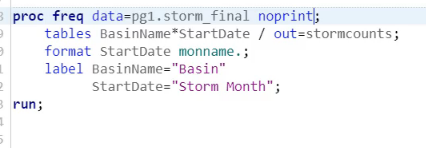 proc freq data=pg1.storm_final noprint;
tables BasinName*StartDate / out=stormcounts;
format StartDate monname.;
label BasinName="Basin"
StartDate="Storm Month";
run;